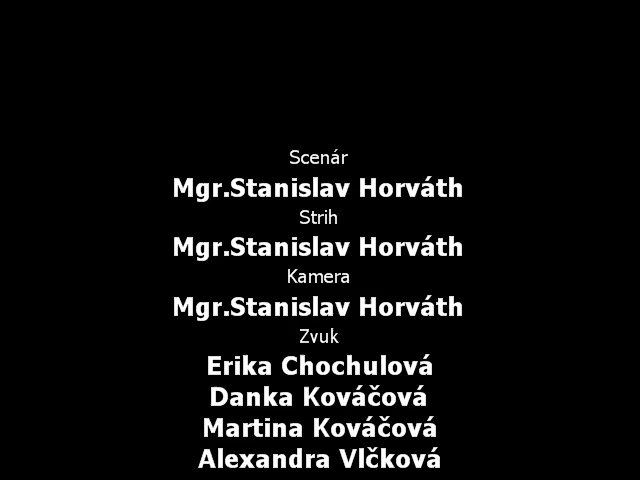 Scenár
Mgr.Stanislav Horváth
Strih
Mgr.Stanislav Horváth
Kamera
Mgr.Stanislav Horváth
Zvuk
Erika Chochulová
Danka Kováčová
Martina Kováčová
Alexandra Vlčková